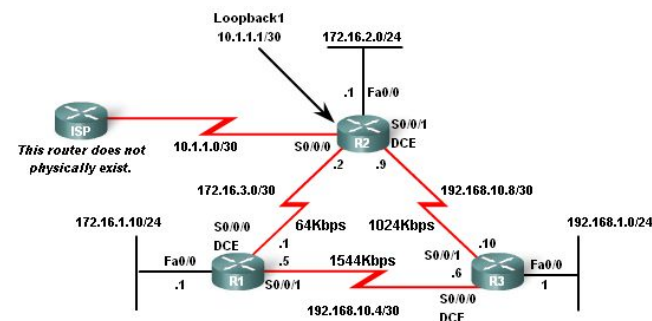 Loopback1
10.1.1.1/30
172.16.2.0/24
.1 Fa0/0
ISP
This router does not
physically exist.
10.1.1.0/30
S0/0/0
R2
S0/0/1
DCE
.2
.9
172.16.3.0/30
192.168.10.8/30
172.16.1.10/24
S0/0/0
DCE
64Kbps
1024Kbps
192.168.1.0/24
.1
.5
1544Kbps
.10
S0/0/1
.6
Fa0/0
.1
R1
S0/0/1
R3
Fa0/0
1
192.168.10.4/30
S0/0/0
DCE